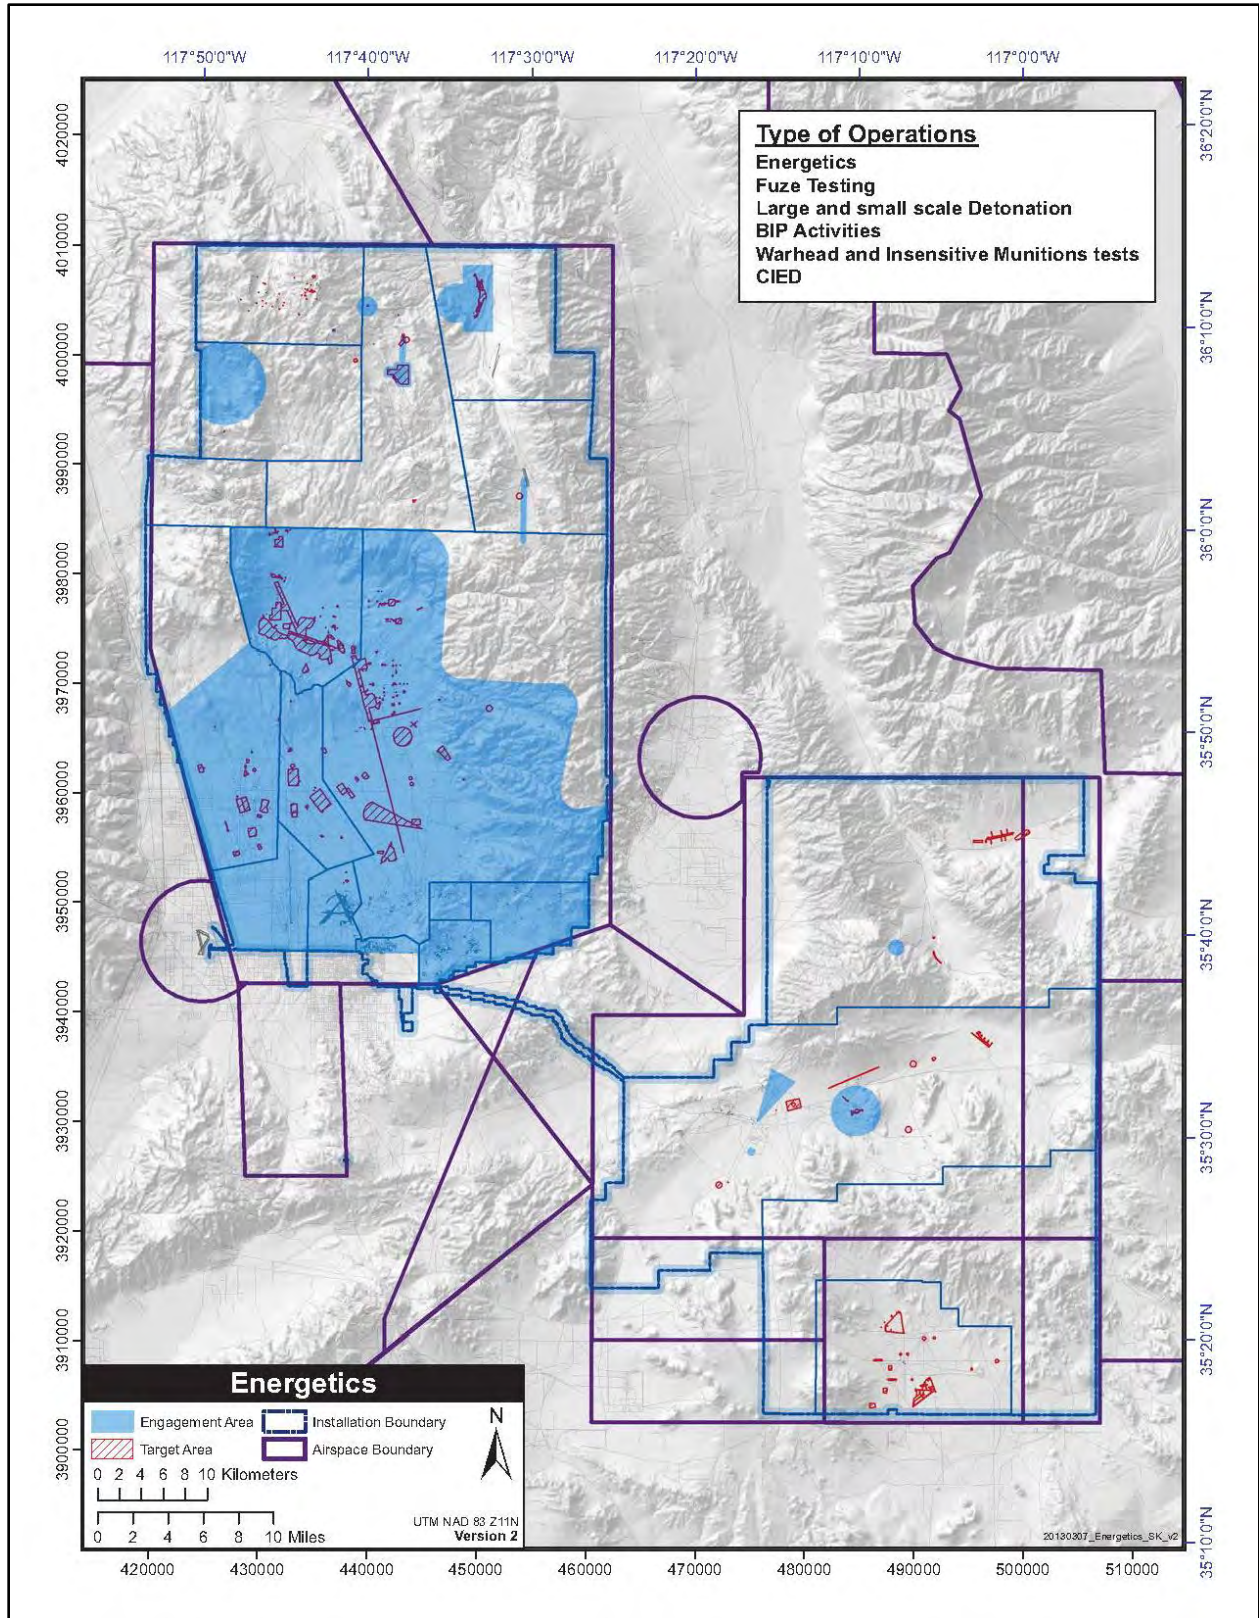 117°50'0"W 117°40'0"W 117°30'0"W 117°20'0"W 117°10'0"W 117°0'0"W
Type of Operations
Energetics
Fuze Testing
Large and small scale Detonation
BIP Activities
Warhead and Insensitive Munitions tests
CIED
4020000
4010000
4000000
3990000
3980000
3970000
3960000
3950000
3940000
3930000
3920000
3910000
3900000
36°20'0"N
36°10'0"N
36°0'0"N
35°50'0"N
35°40'0"N
35°30'0"N
35°20'0"N
35°10'0"N
Energetics
Engagement Area
Installation Boundary
Target Area
Airspace Boundary
N
0 2 4 6 8 10 Kilometers
0 2 4 6 8 10 Miles
UTM NAD 83 Z11N
Version 2
20130307_Energetics_SK_v2
420000 430000 440000 450000 460000 470000 480000 490000 500000 510000